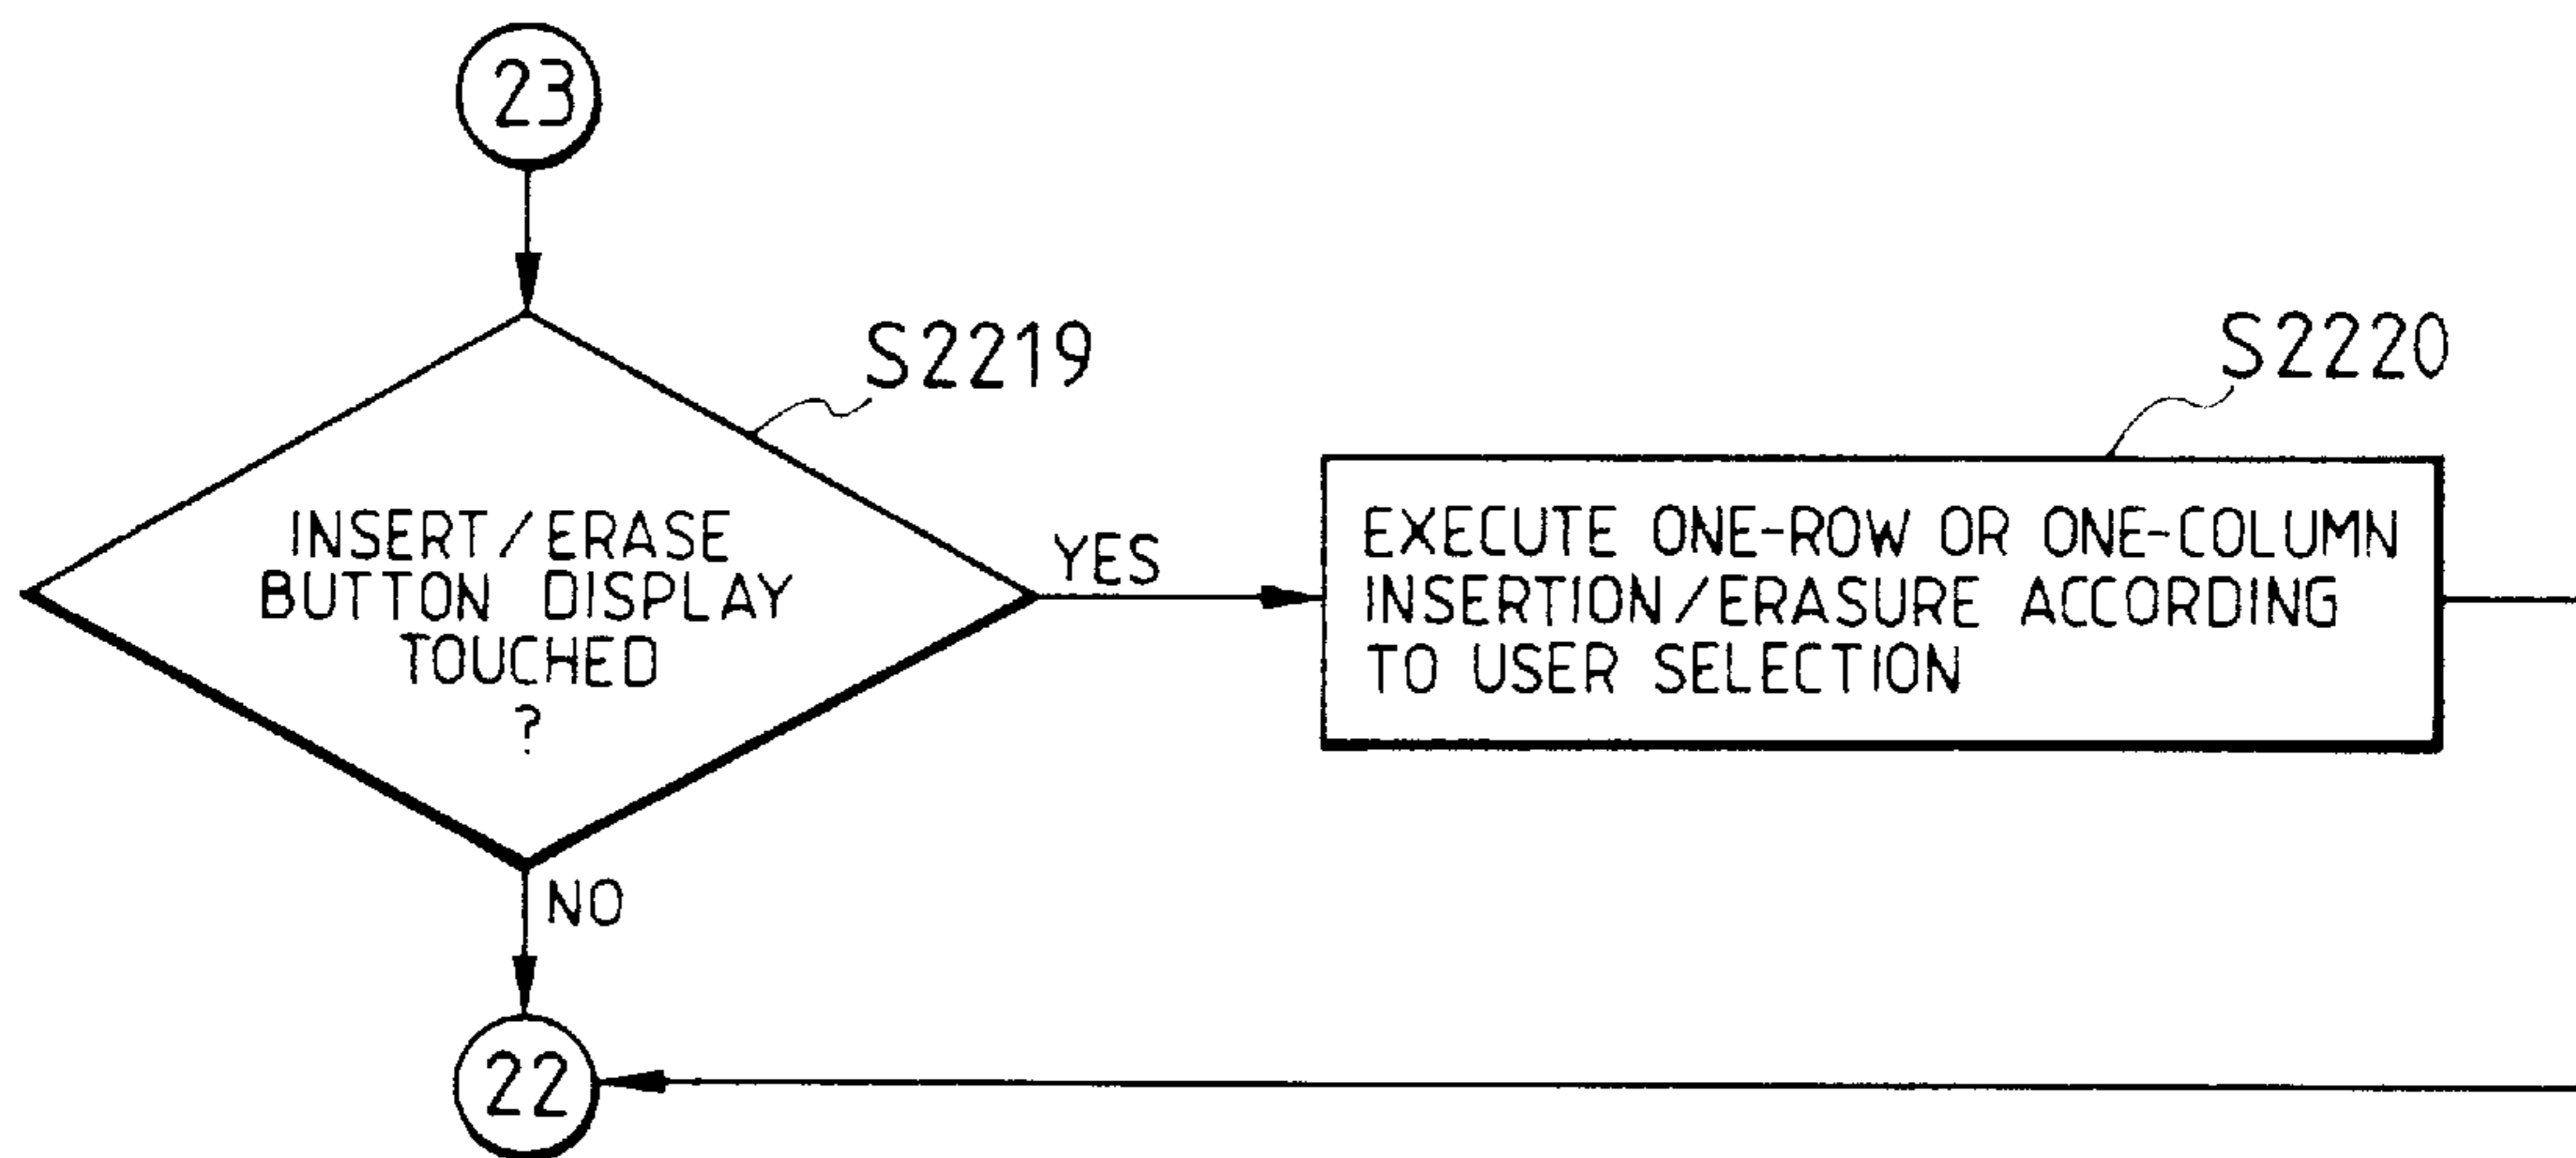 23
S2219
S2220
INSERT/ERASE
BUTTON DISPLAY
TOUCHED
?
YES
EXECUTE ONE-ROW OR ONE-COLUMN
INSERTION/ERASURE ACCORDING
TO USER SELECTION
NO
22